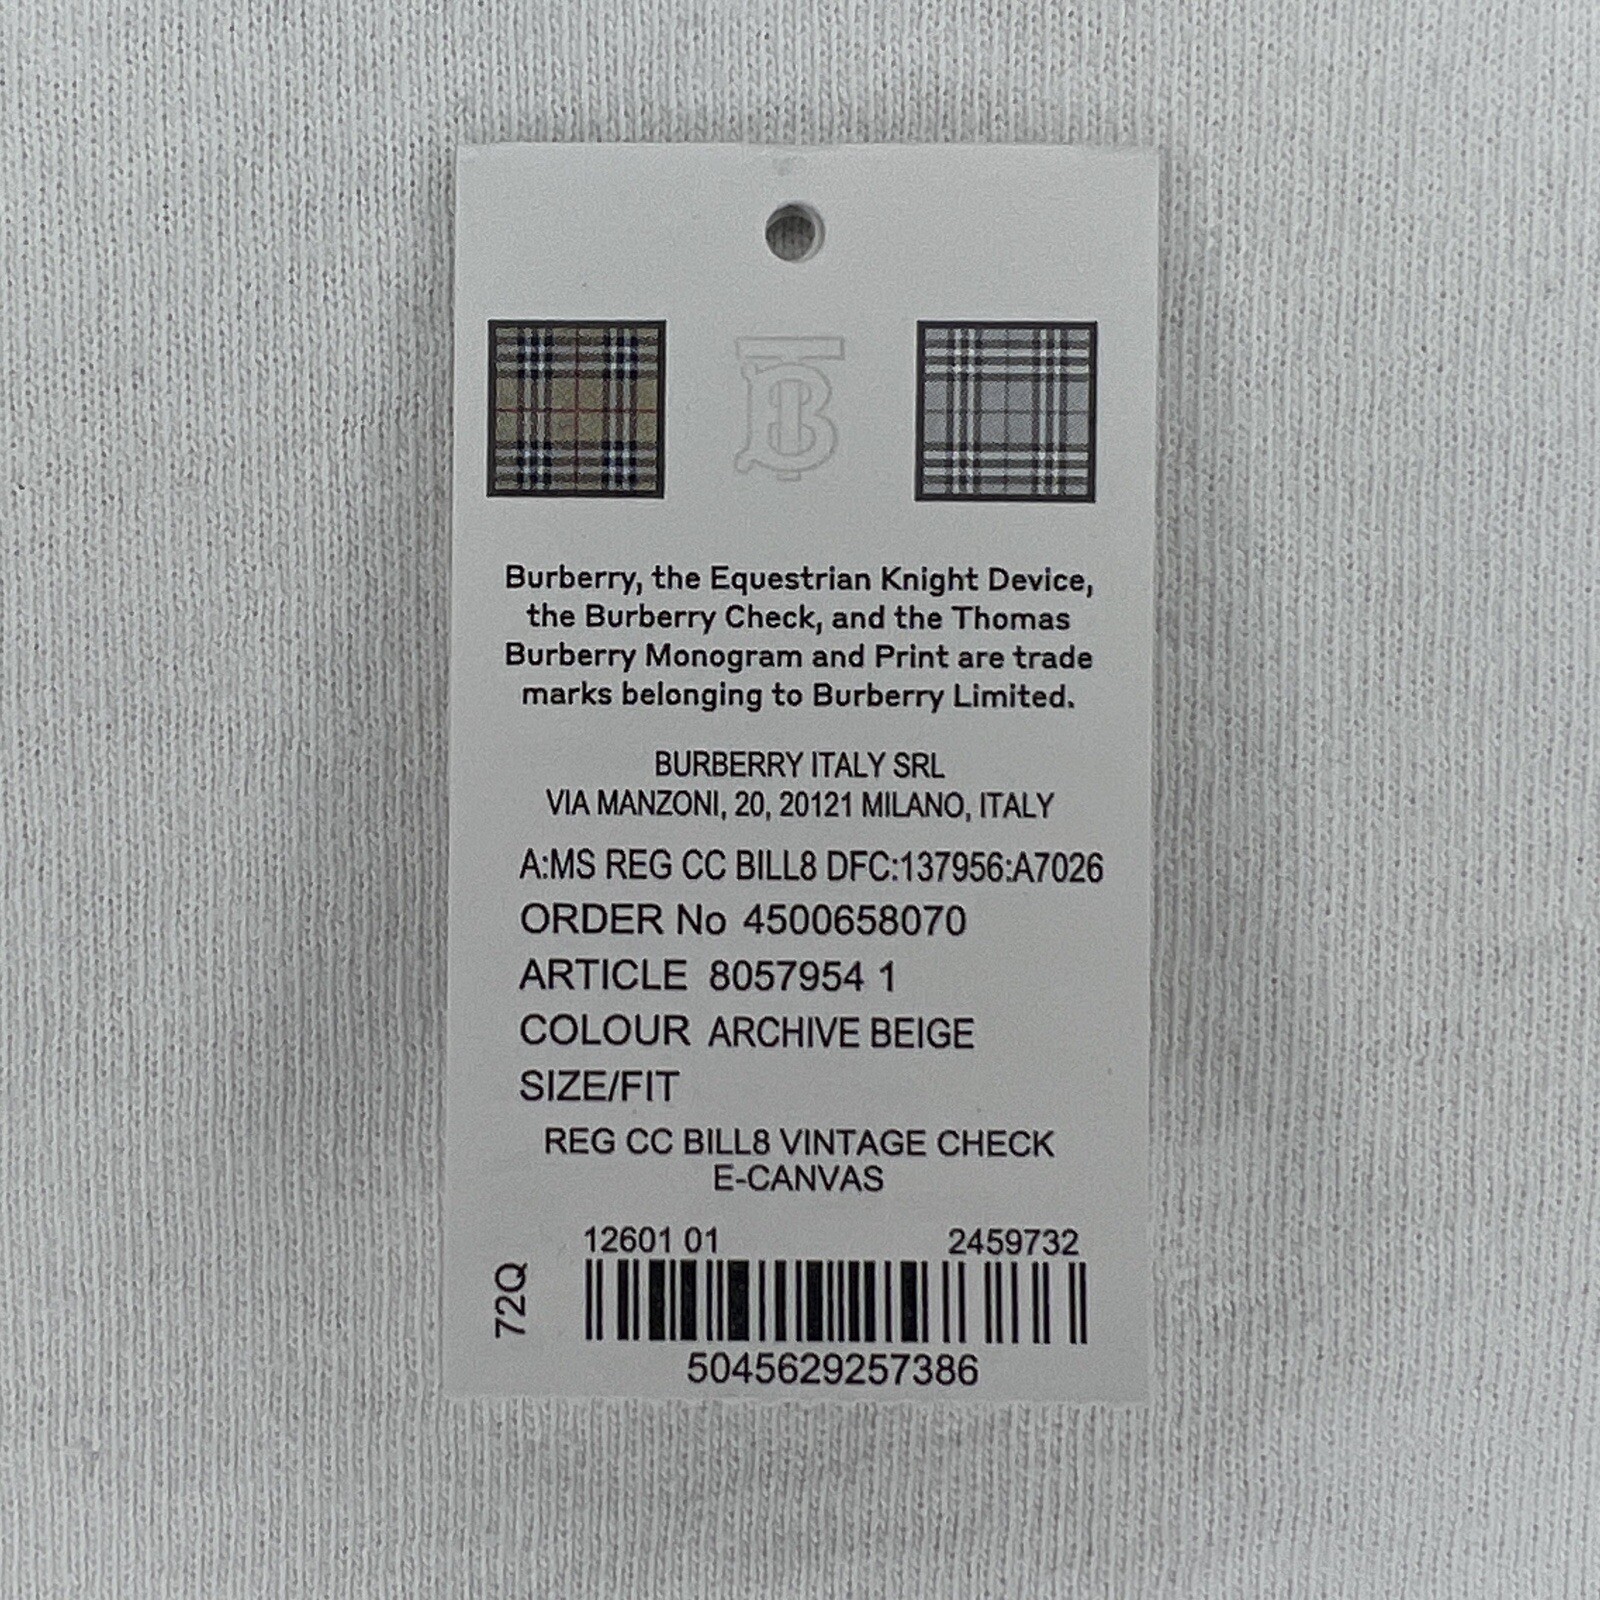 Burberry, the Equestrian Knight Device,
the Burberry Check, and the Thomas
Burberry Monogram and Print are trade
marks belonging to Burberry Limited.
BURBERRY ITALY SRL
VIA MANZONI, 20, 20121 MILANO, ITALY
A:MS REG CC BILL8 DFC:137956:A7026
ORDER No 4500658070
ARTICLE 8057954 1
COLOUR ARCHIVE BEIGE
SIZE/FIT
REG CC BILL8 VINTAGE CHECK
E-CANVAS
12601 01 2459732
72Q
5045629257386